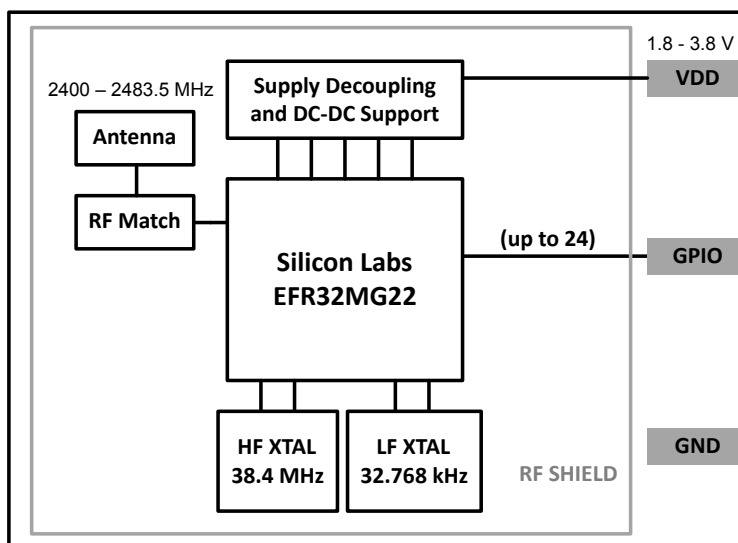 1.8 - 3.8 V
VDD
2400 – 2483.5 MHz
Supply Decoupling
and DC-DC Support
Antenna
RF Match
(up to 24)
GPIO
Silicon Labs
EFR32MG22
HF XTAL
38.4 MHz
LF XTAL
32.768 kHz
GND
RF SHIELD